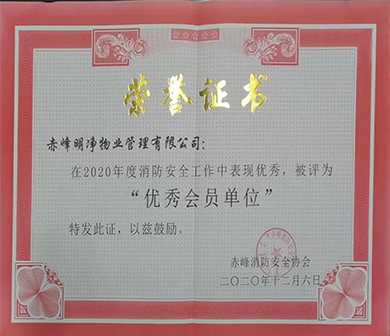 荣誉证书
赤峰明净物业管理有限公司：
在2020年度消防安全工作中表现优秀，被评为
“优秀会员单位”
特发此证，以兹鼓励。
赤峰消防安全协会
二〇二〇年十二月六日